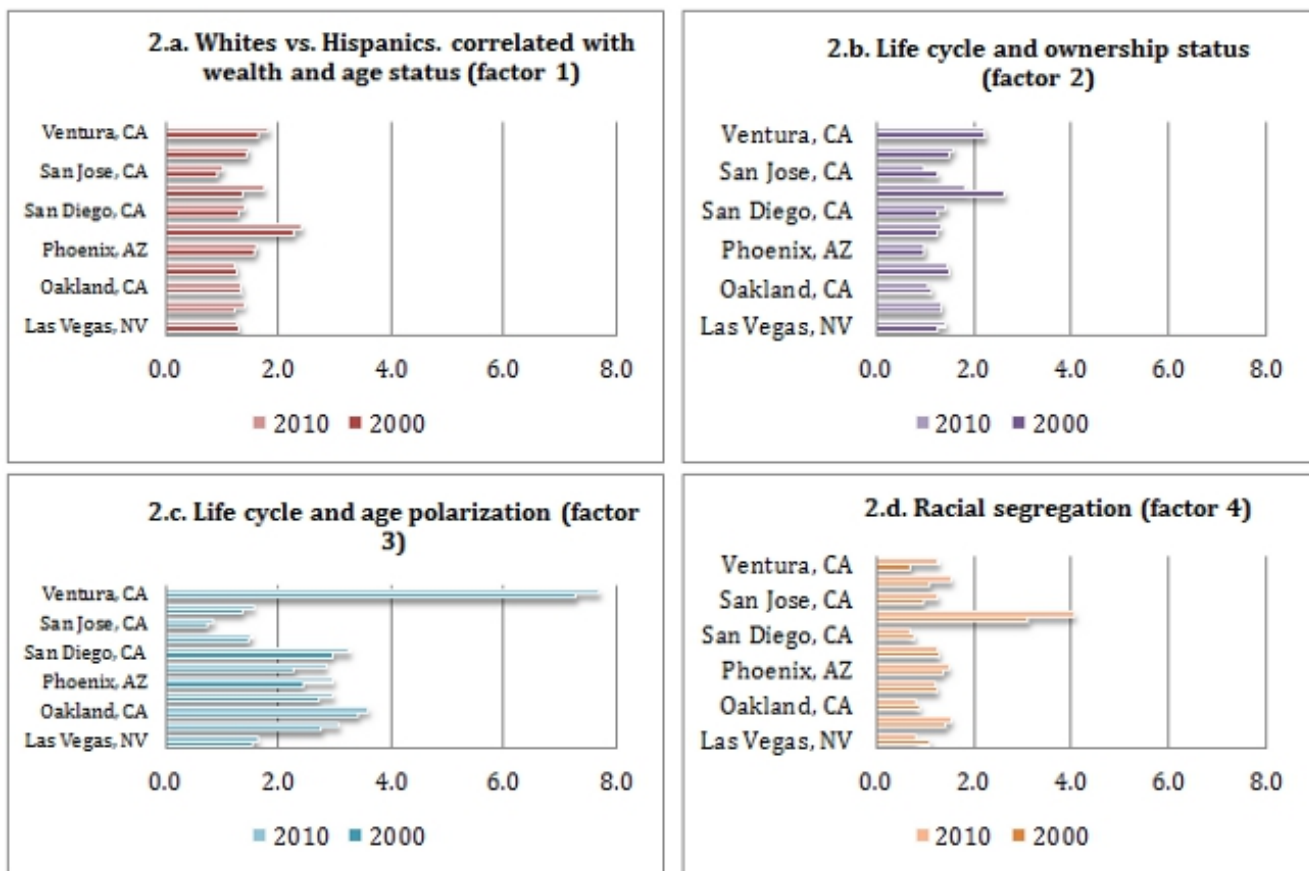 2.a. Whites vs. Hispanics. correlated with
wealth and age status (factor 1)
Ventura, CA
San Jose, CA
San Diego, CA
Phoenix, AZ
Oakland, CA
Las Vegas, NV
0.0 2.0 4.0 6.0 8.0
2010 2000
2.b. Life cycle and ownership status
(factor 2)
Ventura, CA
San Jose, CA
San Diego, CA
Phoenix, AZ
Oakland, CA
Las Vegas, NV
0.0 2.0 4.0 6.0 8.0
2010 2000
2.c. Life cycle and age polarization (factor
3)
Ventura, CA
San Jose, CA
San Diego, CA
Phoenix, AZ
Oakland, CA
Las Vegas, NV
0.0 2.0 4.0 6.0 8.0
2010 2000
2.d. Racial segregation (factor 4)
Ventura, CA
San Jose, CA
San Diego, CA
Phoenix, AZ
Oakland, CA
Las Vegas, NV
0.0 2.0 4.0 6.0 8.0
2010 2000